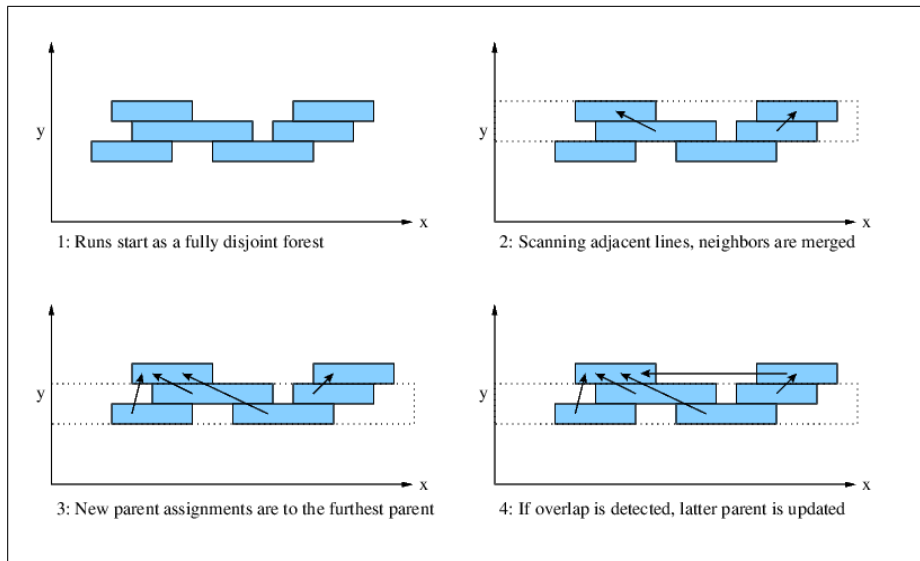 y
x
1: Runs start as a fully disjoint forest
y
x
2: Scanning adjacent lines, neighbors are merged
y
x
3: New parent assignments are to the furthest parent
y
x
4: If overlap is detected, latter parent is updated